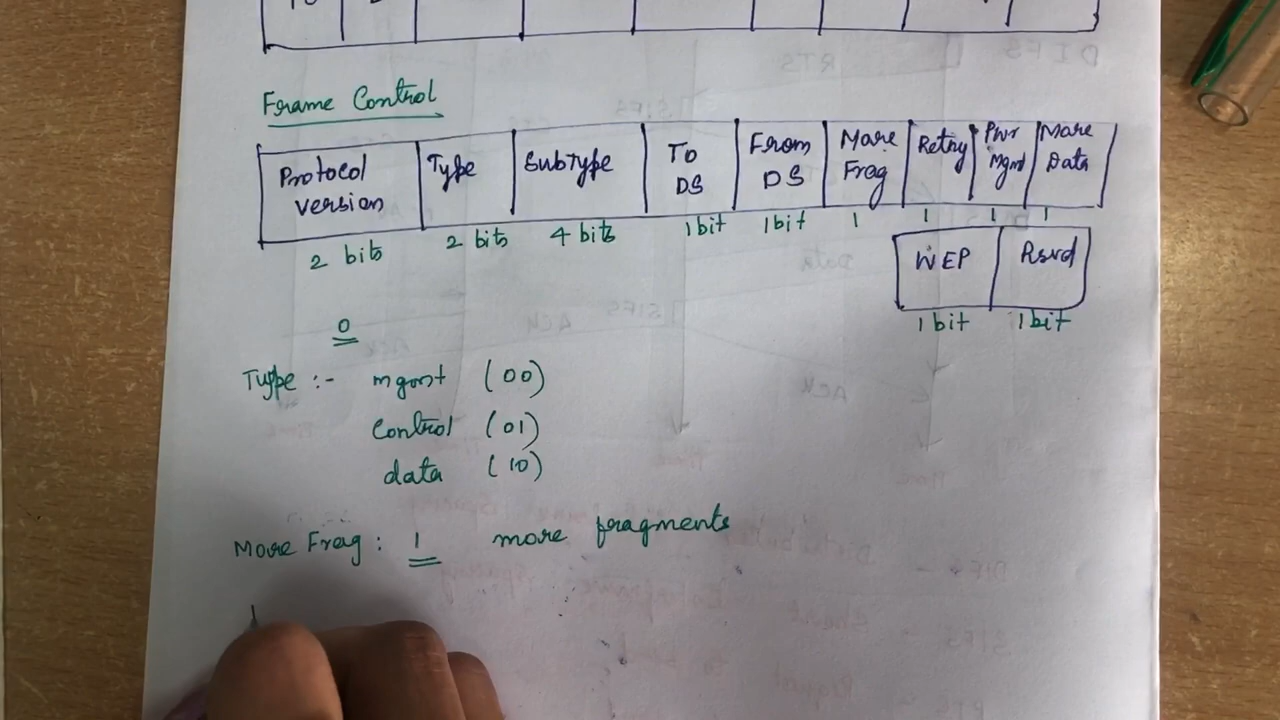 Frame Control
Protocol version Type Subtype To DS From DS More Frag Retry Pwr Mgmt More Data
2 bits 2 bits 4 bits 1 bit 1 bit 1 1 1 1
WEP Rsvd
1 bit 1 bit
0
Type :- mgmt (00)
Control (01)
data (10)
More Frag : 1 more fragments